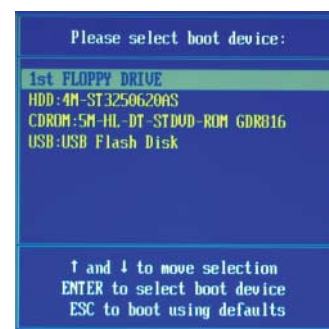 Please select boot device:
1st FLOPPY DRIVE
HDD:4M-ST3250620AS
CDROM:5M-HL-DT-STDVD-ROM GDR816
USB:USB Flash Disk
↑ and ↓ to move selection
ENTER to select boot device
ESC to boot using defaults